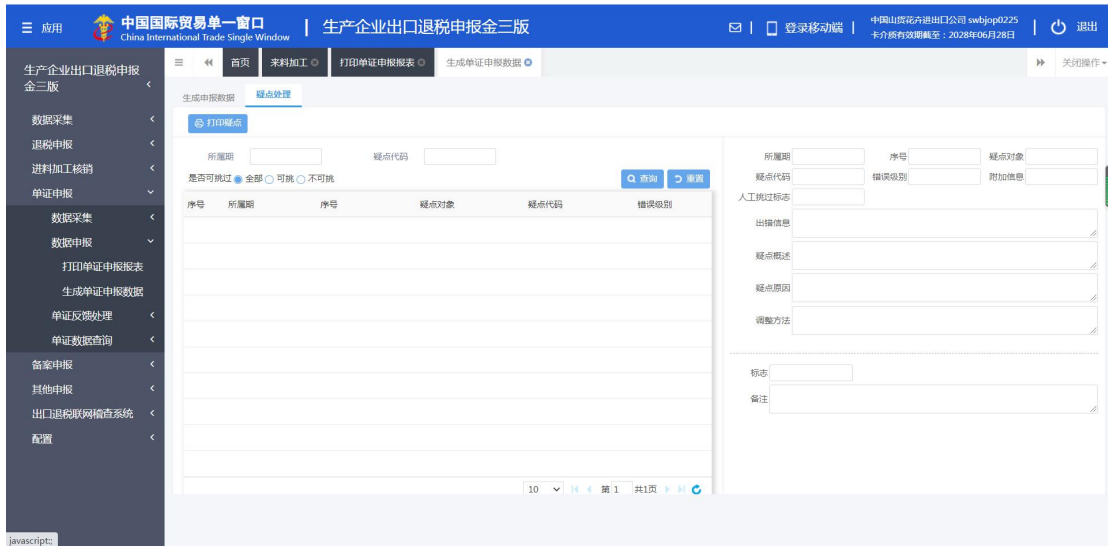 应用
中国国际贸易单一窗口
China International Trade Single Window
生产企业出口退税申报金三版
登录移动端
中国山货花卉进出口公司 swbjop0225
卡介质有效期截至：2028年06月28日
退出
生产企业出口退税申报金三版
首页
来料加工
打印单证申报报表
生成单证申报数据
关闭操作
数据采集
退税申报
进料加工核销
单证申报
数据采集
数据申报
打印单证申报报表
生成单证申报数据
单证反馈处理
单证数据查询
备案申报
其他申报
出口退税联网稽查系统
配置
生成申报数据
疑点处理
打印疑点
所属期
疑点代码
是否可挑过 全部 可挑 不可挑
查询
重置
序号 所属期 序号 疑点对象 疑点代码 错误级别
10 第 1 共1页
所属期 序号 疑点对象
疑点代码 错误级别 附加信息
人工挑过标志
出错信息
疑点概述
疑点原因
调整方法
标志
备注
javascript:;